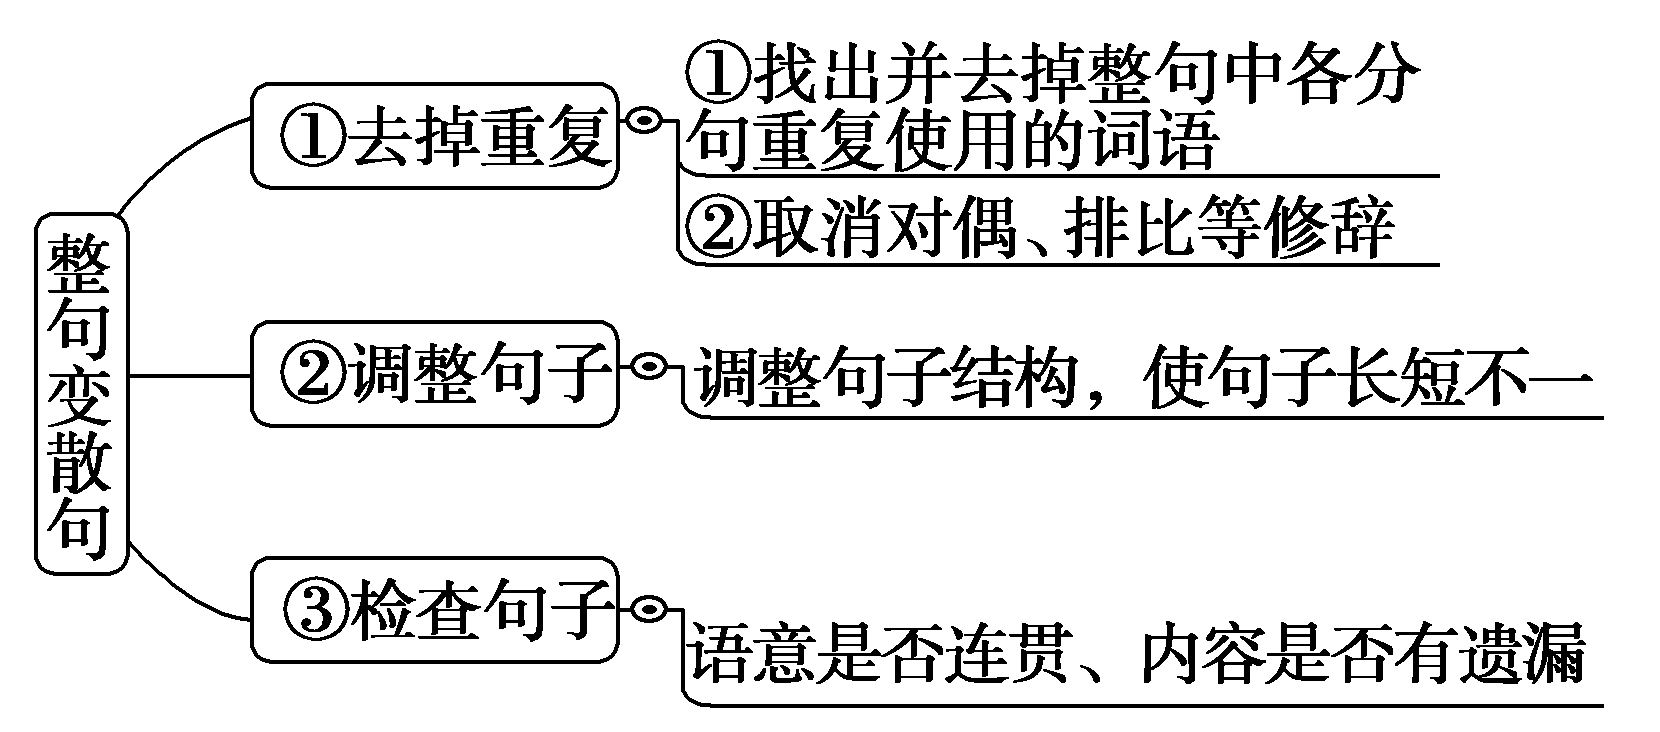 整句变散句
①去掉重复
①找出并去掉整句中各分
句重复使用的词语
②取消对偶、排比等修辞
②调整句子
调整句子结构，使句子长短不一
③检查句子
语意是否连贯、内容是否有遗漏